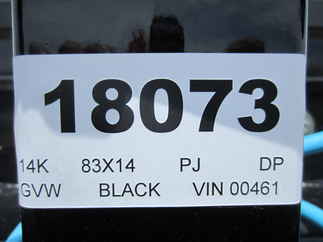 18073
14K 83X14 PJ DP
GVW BLACK VIN 00461